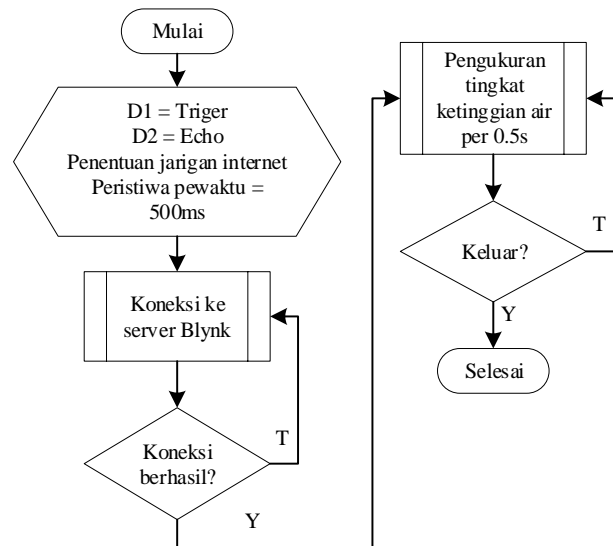 Mulai
D1 = Triger
D2 = Echo
Penentuan jarigan internet
Peristiwa pewaktu =
500ms
Koneksi ke
server Blynk
Koneksi
berhasil?
T
Y
Pengukuran
tingkat
ketinggian air
per 0.5s
Keluar?
T
Y
Selesai